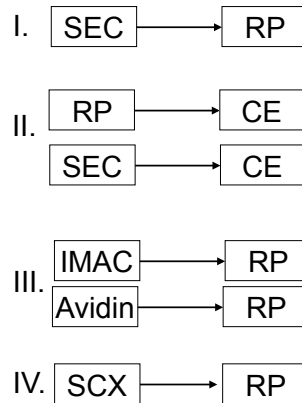 I. SEC RP
II.
RP CE
SEC CE
III.
IMAC RP
Avidin RP
IV. SCX RP